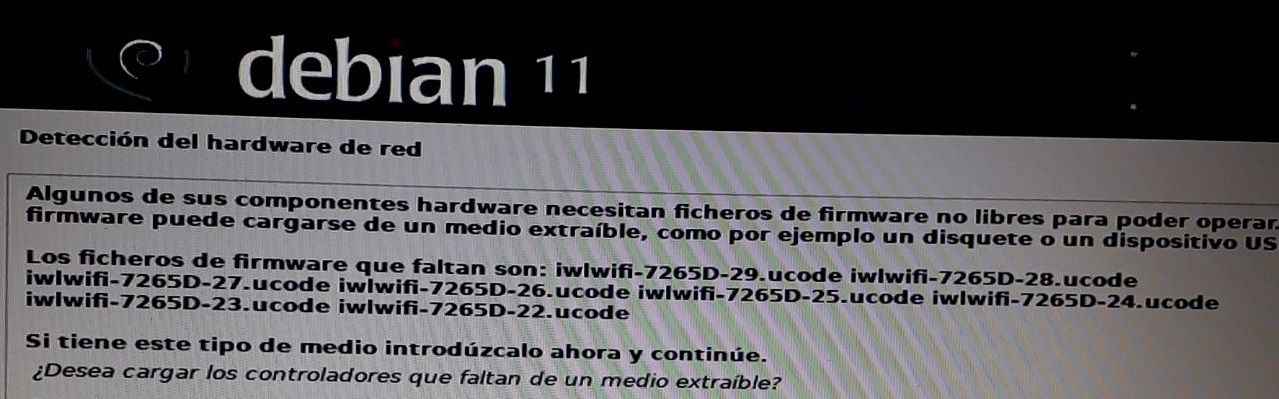 debian 11
Detección del hardware de red
Algunos de sus componentes hardware necesitan ficheros de firmware no libres para poder operar.
firmware puede cargarse de un medio extraíble, como por ejemplo un disquete o un dispositivo US
Los ficheros de firmware que faltan son: iwlwifi-7265D-29.ucode iwlwifi-7265D-28.ucode
iwlwifi-7265D-27.ucode iwlwifi-7265D-26.ucode iwlwifi-7265D-25.ucode iwlwifi-7265D-24.ucode
iwlwifi-7265D-23.ucode iwlwifi-7265D-22.ucode
Si tiene este tipo de medio introdúzcalo ahora y continúe.
¿Desea cargar los controladores que faltan de un medio extraíble?